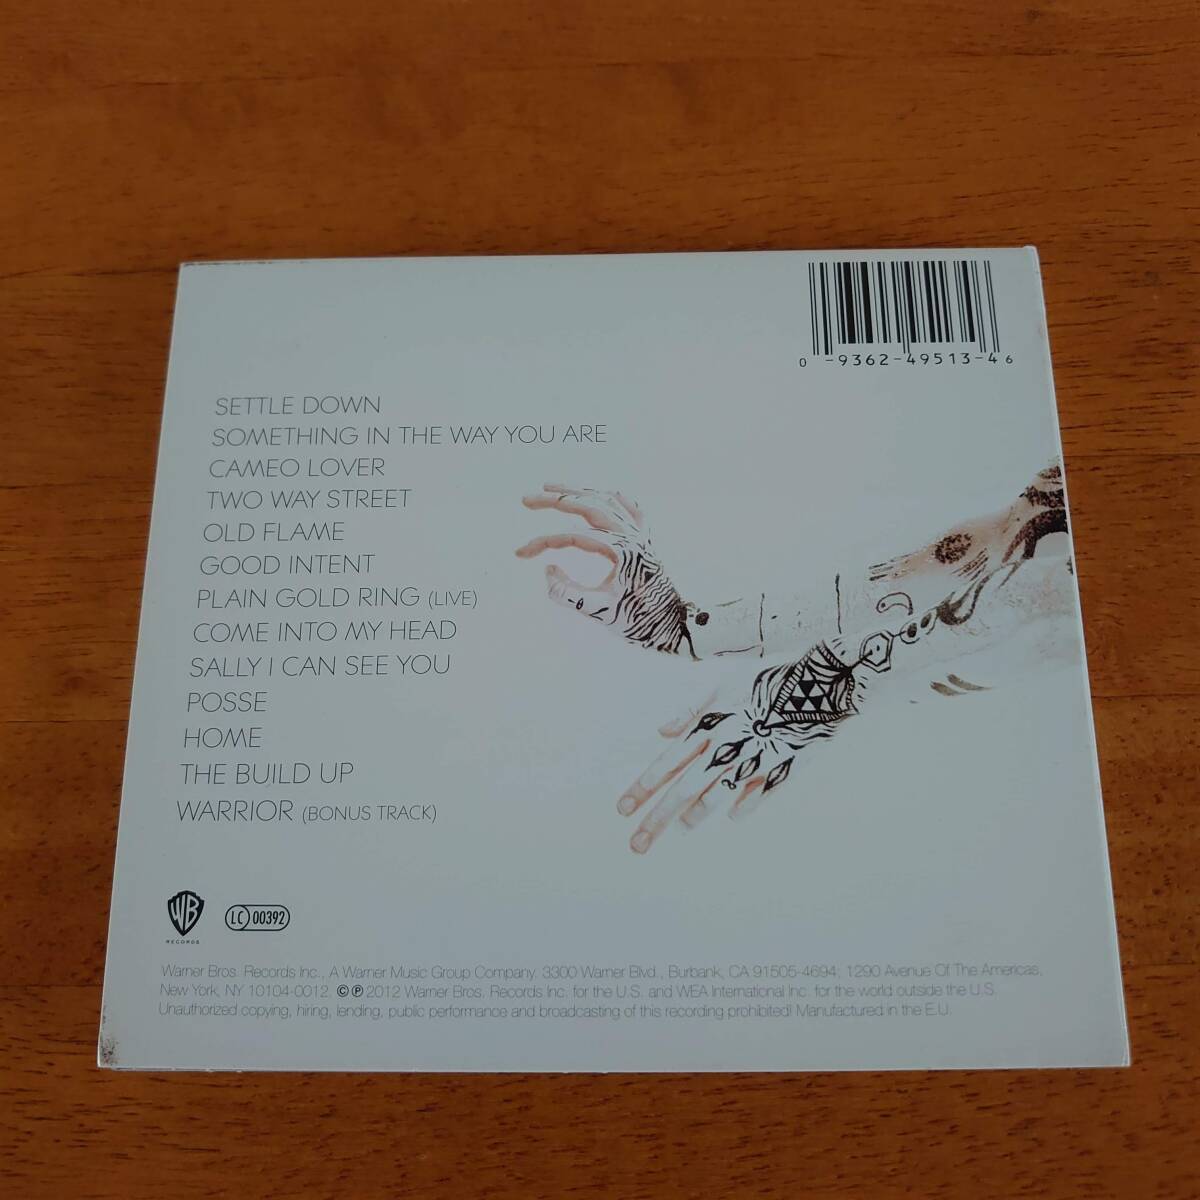 0 -9362-49513-4 6
SETTLE DOWN
SOMETHING IN THE WAY YOU ARE
CAMEO LOVER
TWO WAY STREET
OLD FLAME
GOOD INTENT
PLAIN GOLD RING (LIVE)
COME INTO MY HEAD
SALLY I CAN SEE YOU
POSSE
HOME
THE BUILD UP
WARRIOR (BONUS TRACK)
WB
RECORDS
LC 00392
Warner Bros. Records Inc., A Warner Music Group Company. 3300 Warner Blvd., Burbank, CA 91505-4694; 1290 Avenue Of The Americas,
New York, NY 10104-0012. © ℗ 2012 Warner Bros. Records Inc. for the U.S. and WEA International Inc. for the world outside the U.S.
Unauthorized copying, hiring, lending, public performance and broadcasting of this recording prohibited! Manufactured in the E.U.